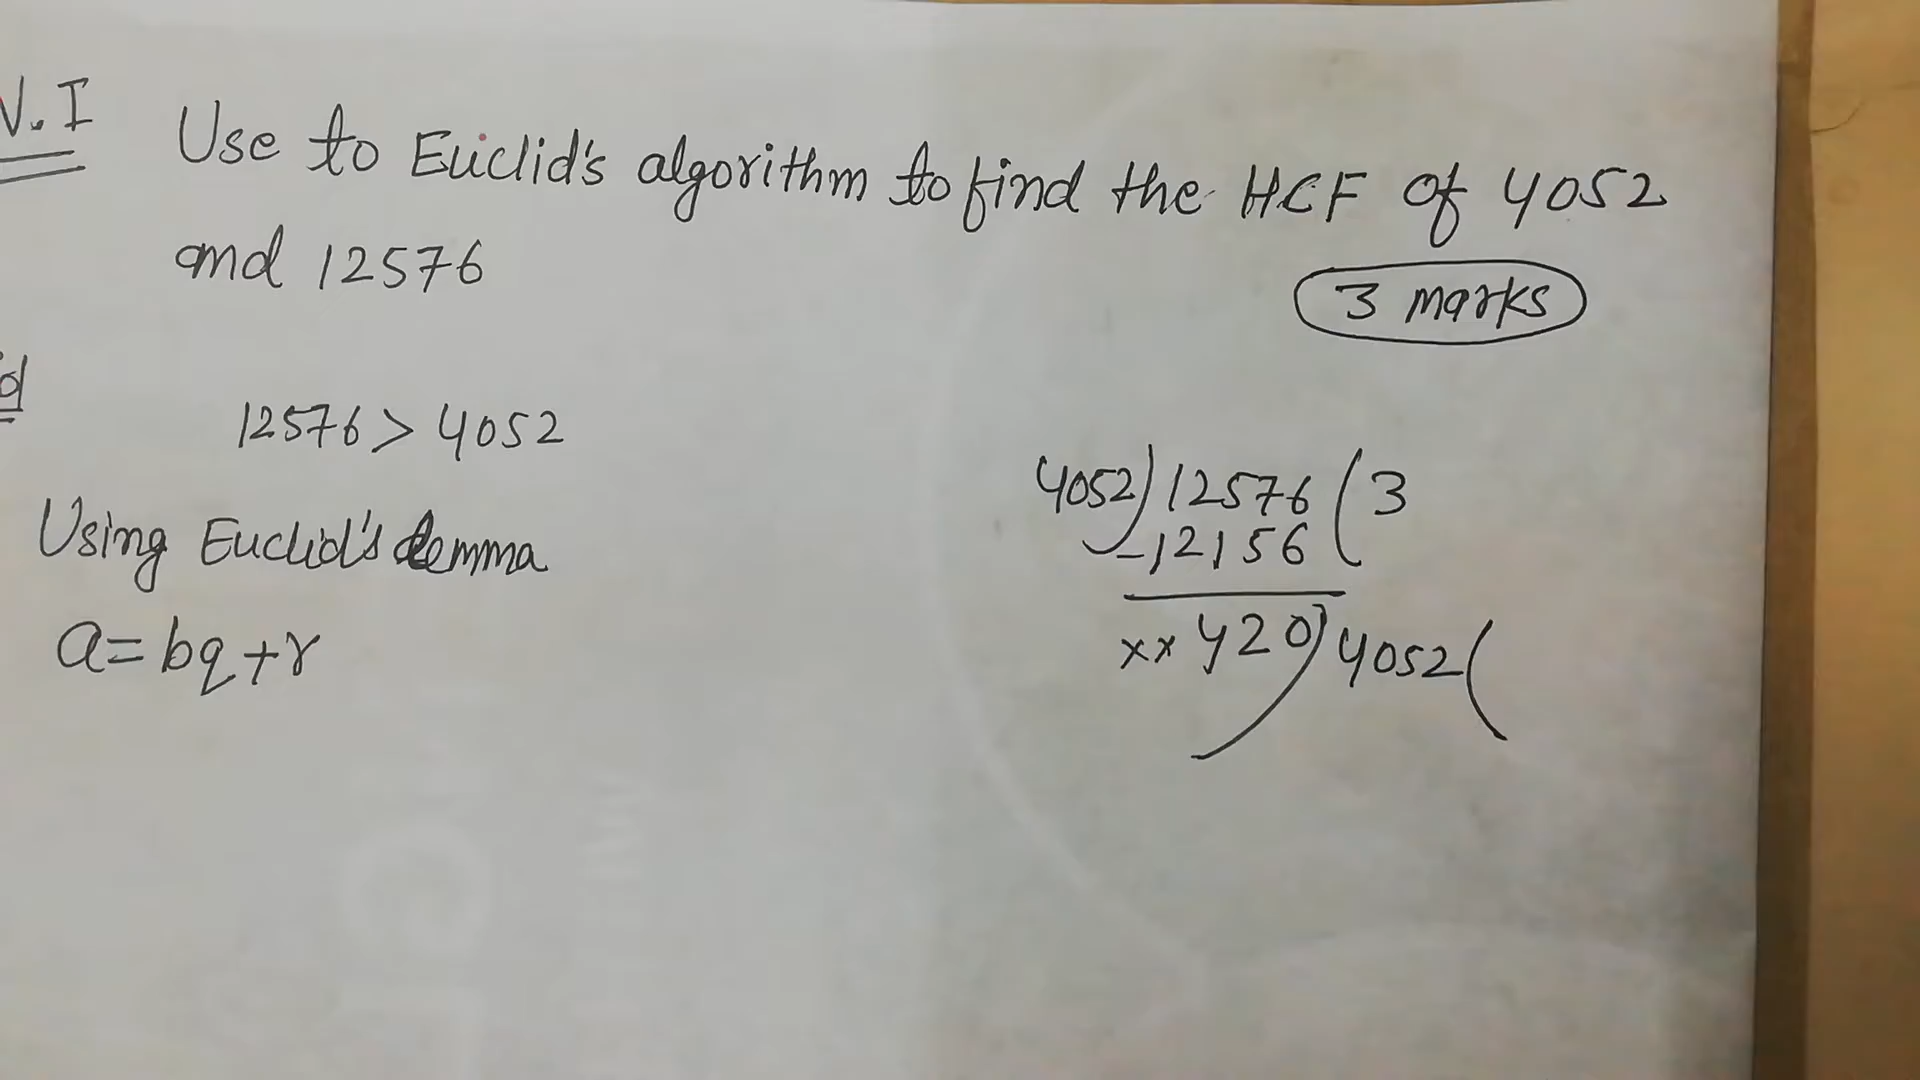 V.I
Use to Euclid's algorithm to find the HCF of 4052
and 12576
3 marks
12576 > 4052
Using Euclid's Lemma
a = bq + r
4052) 12576 ( 3
-12156
xx 420) 4052 (